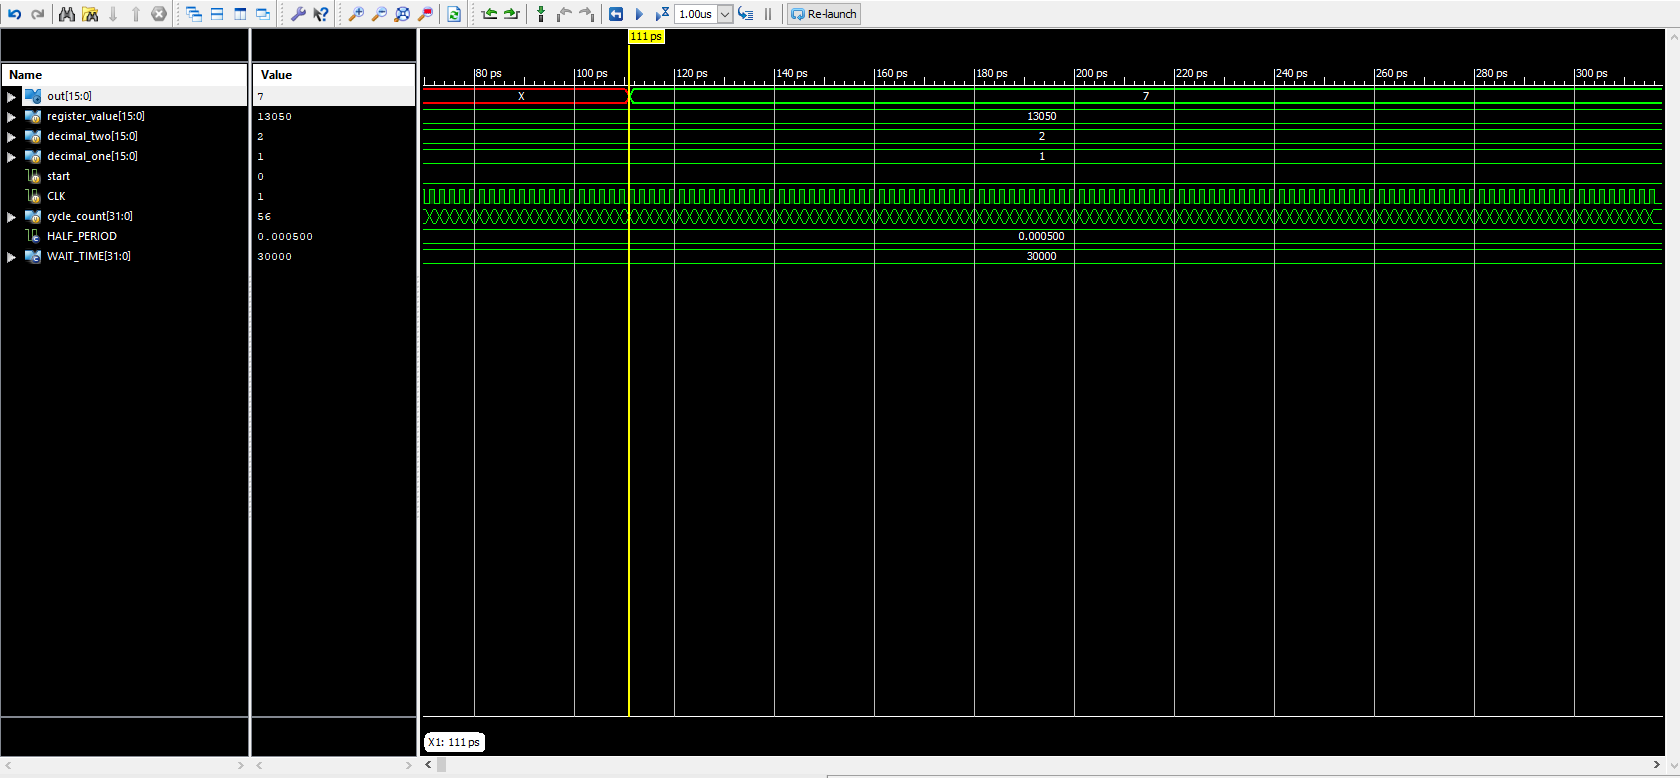 1.00us Re-launch
111 ps
Name Value
80 ps 100 ps 120 ps 140 ps 160 ps 180 ps 200 ps 220 ps 240 ps 260 ps 280 ps 300 ps
out[15:0] 7 X 7
register_value[15:0] 13050 13050
decimal_two[15:0] 2 2
decimal_one[15:0] 1 1
start 0
CLK 1
cycle_count[31:0] 56
HALF_PERIOD 0.000500 0.000500
WAIT_TIME[31:0] 30000 30000
X1: 111 ps